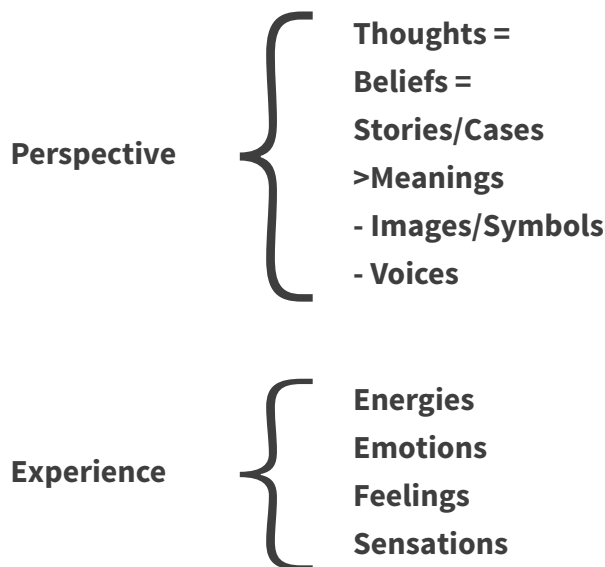 Perspective
Thoughts =
Beliefs =
Stories/Cases
>Meanings
- Images/Symbols
- Voices
Experience
Energies
Emotions
Feelings
Sensations